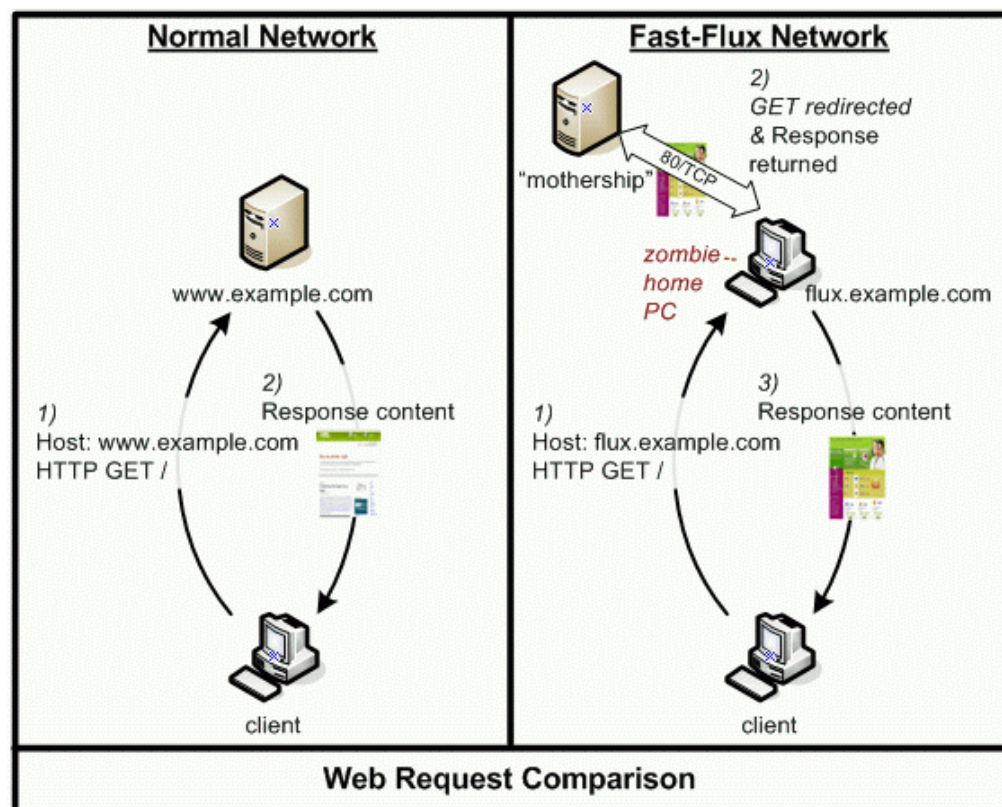 Normal Network
www.example.com
1)
Host: www.example.com
HTTP GET /
2)
Response content
client
Fast-Flux Network
"mothership"
80/TCP
2)
GET redirected
& Response
returned
zombie --
home
PC
flux.example.com
1)
Host: flux.example.com
HTTP GET /
3)
Response content
client
Web Request Comparison